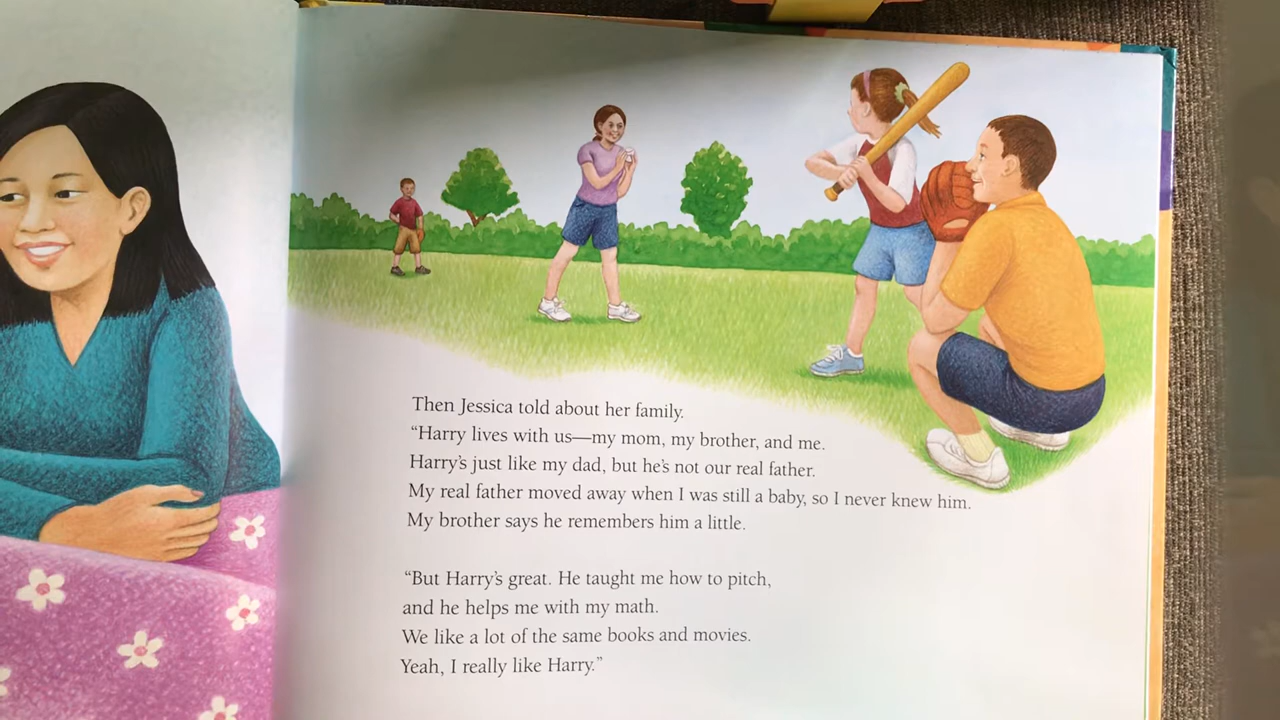 Then Jessica told about her family.
“Harry lives with us—my mom, my brother, and me.
Harry’s just like my dad, but he’s not our real father.
My real father moved away when I was still a baby, so I never knew him.
My brother says he remembers him a little.
“But Harry’s great. He taught me how to pitch,
and he helps me with my math.
We like a lot of the same books and movies.
Yeah, I really like Harry.”